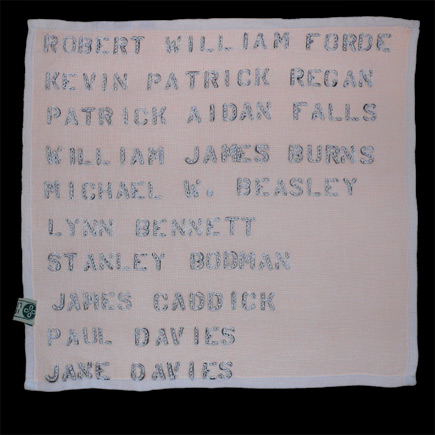 ROBERT WILLIAM FORDE
KEVIN PATRICK REGAN
PATRICK AIDAN FALLS
WILLIAM JAMES BURNS
MICHAEL W. BEASLEY
LYNN BENNETT
STANLEY BODMAN
JAMES CADDICK
PAUL DAVIES
JANE DAVIES